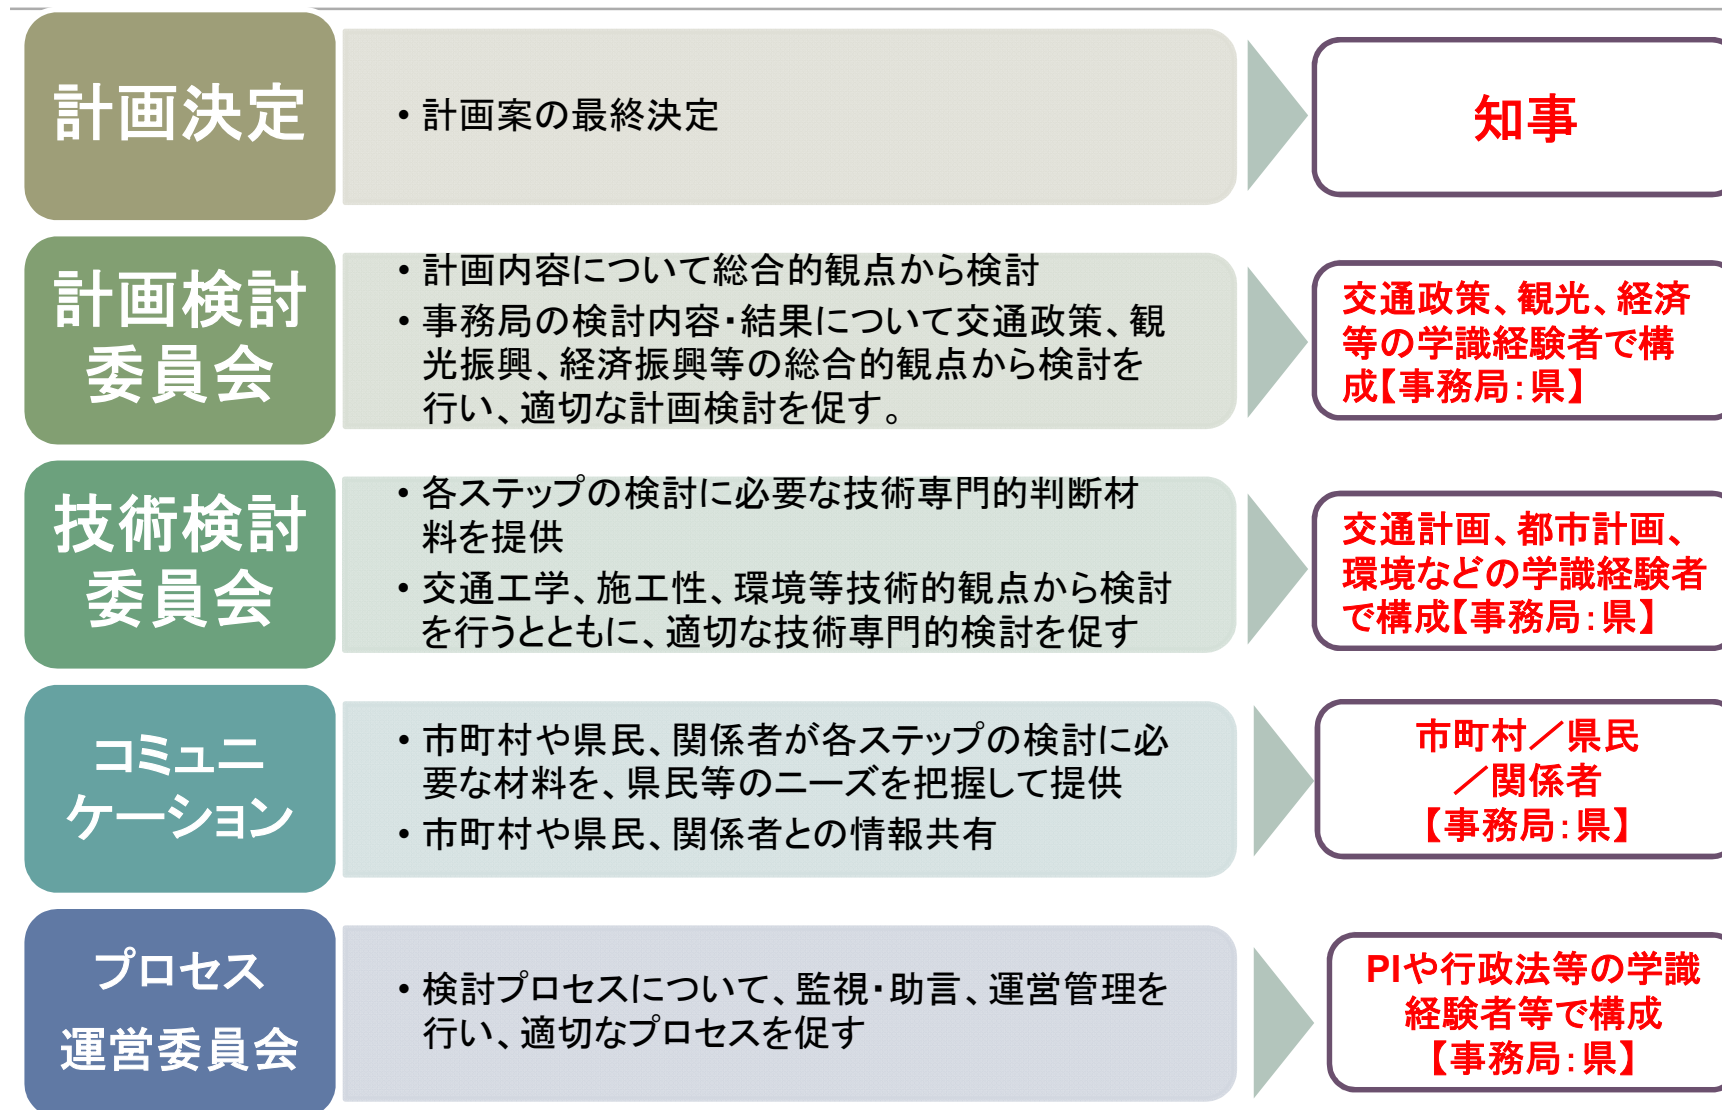 計画決定
・計画案の最終決定
知事
計画検討
委員会
・計画内容について総合的観点から検討
・事務局の検討内容・結果について交通政策、観
光振興、経済振興等の総合的観点から検討を
行い、適切な計画検討を促す。
交通政策、観光、経済
等の学識経験者で構
成【事務局：県】
技術検討
委員会
・各ステップの検討に必要な技術専門的判断材
料を提供
・交通工学、施工性、環境等技術的観点から検討
を行うとともに、適切な技術専門的検討を促す
交通計画、都市計画、
環境などの学識経験者
で構成【事務局：県】
コミュニ
ケーション
・市町村や県民、関係者が各ステップの検討に必
要な材料を、県民等のニーズを把握して提供
・市町村や県民、関係者との情報共有
市町村／県民
／関係者
【事務局：県】
プロセス
運営委員会
・検討プロセスについて、監視・助言、運営管理を
行い、適切なプロセスを促す
PIや行政法等の学識
経験者等で構成
【事務局：県】